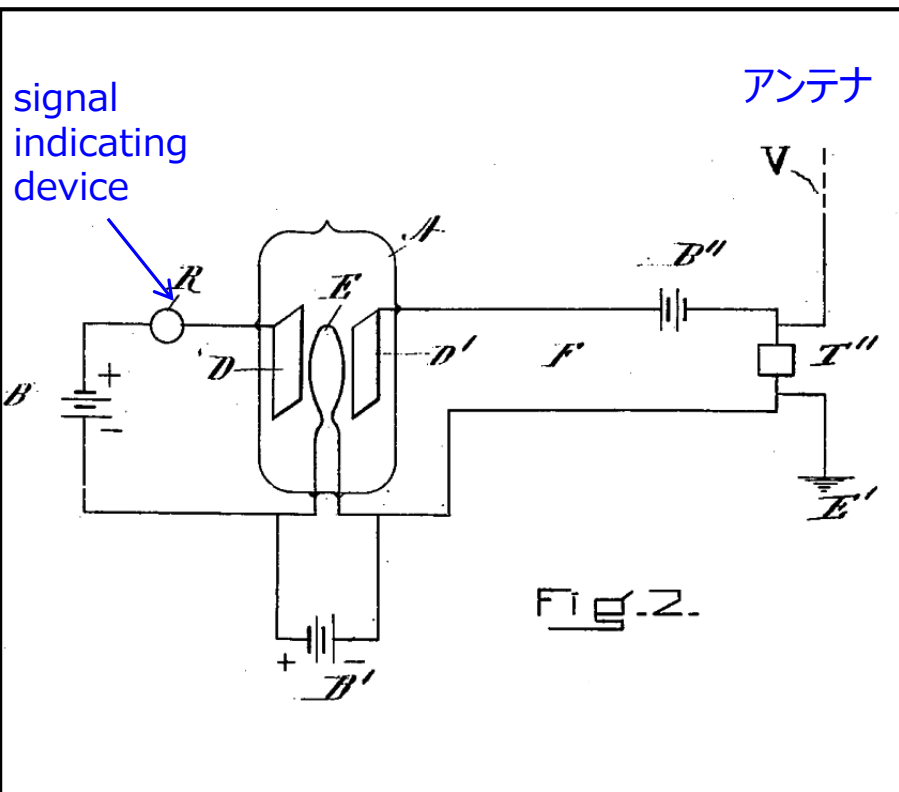 signal
indicating
device
アンテナ
V
A
B''
R
E
D
D'
F
T''
B
+
-
E'
Fig.2.
+
-
B'